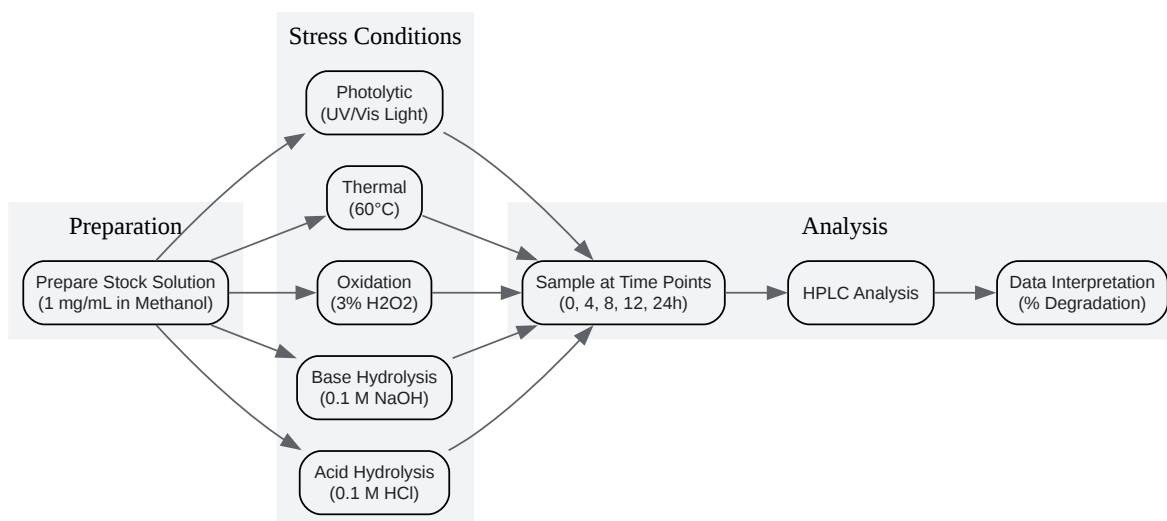 Stress Conditions
Photolytic
(UV/Vis Light)
Thermal
(60°C)
Preparation
Analysis
Prepare Stock Solution
(1 mg/mL in Methanol)
Oxidation
(3% H2O2)
Sample at Time Points
(0, 4, 8, 12, 24h)
HPLC Analysis
Data Interpretation
(% Degradation)
Base Hydrolysis
(0.1 M NaOH)
Acid Hydrolysis
(0.1 M HCl)